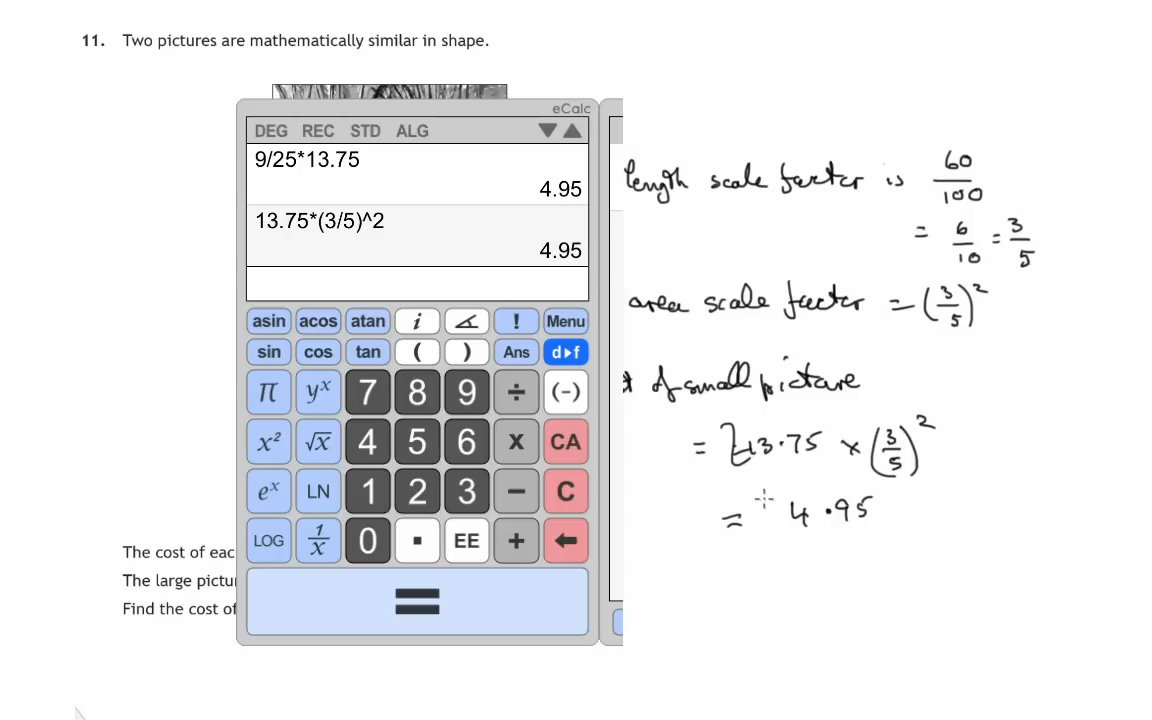 11. Two pictures are mathematically similar in shape.
eCalc
DEG REC STD ALG
9/25*13.75
4.95
13.75*(3/5)^2
4.95
asin acos atan i ∠ ! Menu
sin cos tan ( ) Ans d▸f
π yˣ 7 8 9 ÷ (−)
x² √x 4 5 6 x CA
eˣ LN 1 2 3 − C
LOG 1/x 0 . EE +
=
The cost of eac
The large pictu
Find the cost of
length scale factor is 60/100
= 6/10 = 3/5
area scale factor = (3/5)²
of small picture
= £13.75 × (3/5)²
= 4.95